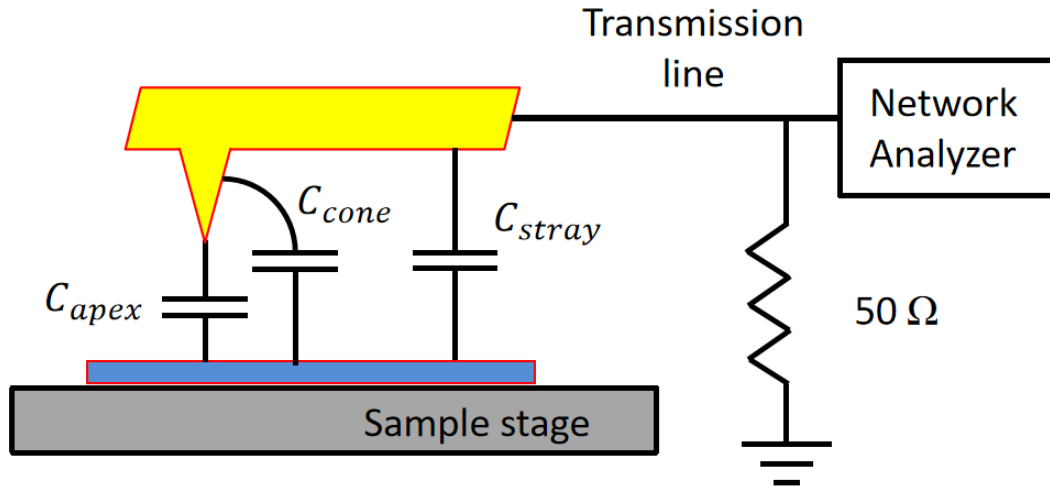 Transmission
line
Network
Analyzer
C_cone
C_stray
C_apex
50 Ω
Sample stage